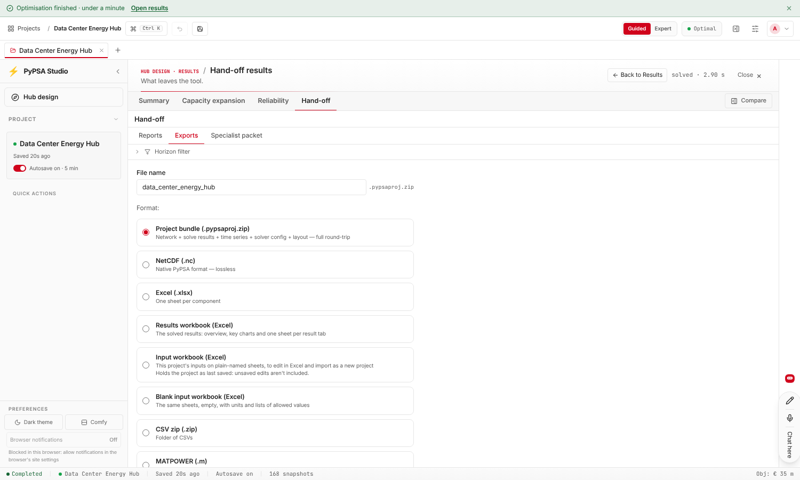 Optimisation finished · under a minute Open results
Projects / Data Center Energy Hub ⌘ Ctrl K
Guided Expert Optimal A
Data Center Energy Hub × +
PyPSA Studio
Hub design
PROJECT
Data Center Energy Hub
Saved 20s ago
Autosave on · 5 min
QUICK ACTIONS
PREFERENCES
Dark theme Comfy
Browser notifications Off
Blocked in this browser; allow notifications in the browser's site settings
HUB DESIGN · RESULTS / Hand-off results
What leaves the tool.
← Back to Results solved · 2.90 s Close ×
Summary Capacity expansion Reliability Hand-off Compare
Hand-off
Reports Exports Specialist packet
Horizon filter
File name
data_center_energy_hub .pypsaproj.zip
Format:
Project bundle (.pypsaproj.zip)
Network + solve results + time series + solver config + layout — full round-trip
NetCDF (.nc)
Native PyPSA format — lossless
Excel (.xlsx)
One sheet per component
Results workbook (Excel)
The solved results: overview, key charts and one sheet per result tab
Input workbook (Excel)
This project's inputs on plain-named sheets, to edit in Excel and import as a new project
Holds the project as last saved: unsaved edits aren't included.
Blank input workbook (Excel)
The same sheets, empty, with units and lists of allowed values.
CSV zip (.zip)
Folder of CSVs
MATPOWER (.m)
Chat here
Completed Data Center Energy Hub Saved 20s ago Autosave on 168 snapshots Obj: € 35 m